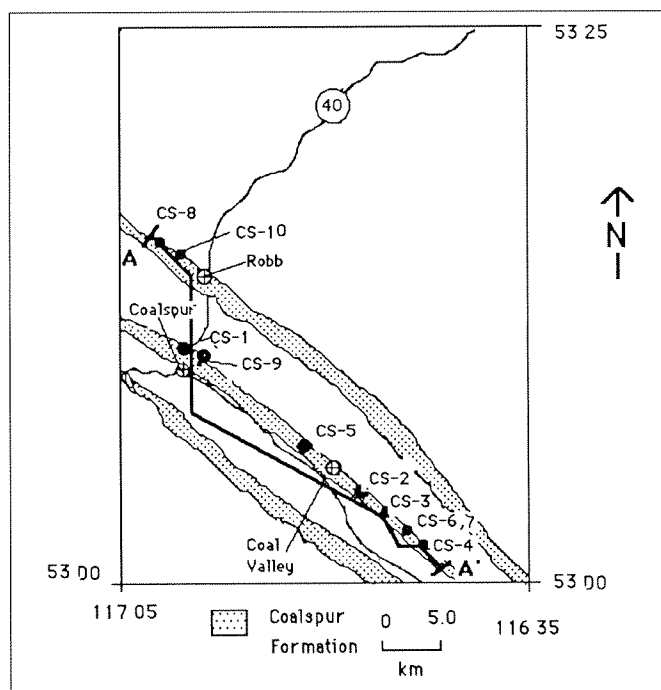 53 25
40
N
CS-8
CS-10
A
Robb
Coalspur
CS-1
CS-9
CS-5
CS-2
CS-3
CS-6,7
CS-4
Coal
Valley
A'
53 00
53 00
117 05
116 35
Coalspur
Formation
0 5.0
km